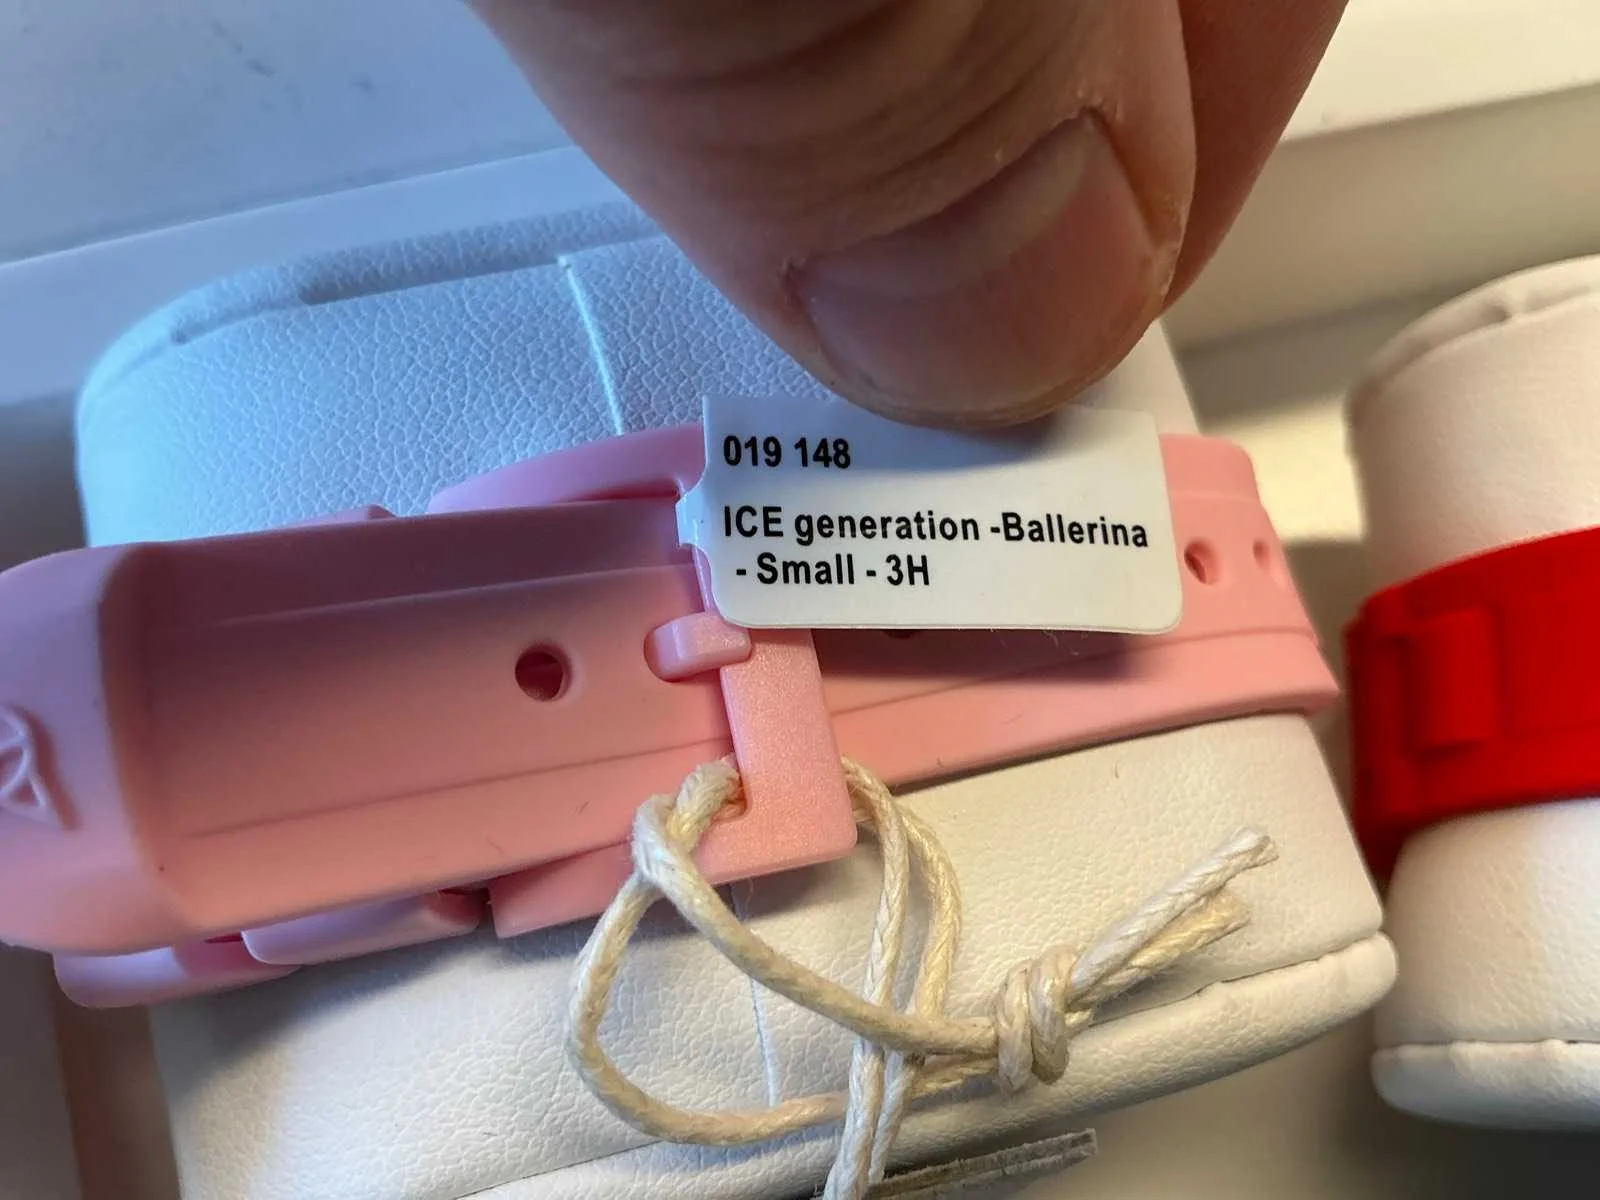 019 148
ICE generation -Ballerina
- Small - 3H